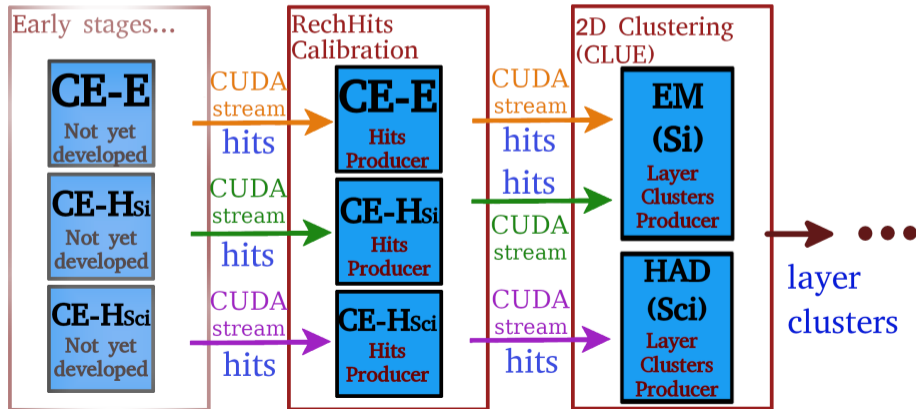 Early stages...
CE-E
Not yet
developed
CE-HSi
Not yet
developed
CE-HSci
Not yet
developed
CUDA
stream
hits
CUDA
stream
hits
CUDA
stream
hits
RechHits
Calibration
CE-E
Hits
Producer
CE-HSi
Hits
Producer
CE-HSci
Hits
Producer
CUDA
stream
hits
hits
CUDA
stream
CUDA
stream
hits
2D Clustering
(CLUE)
EM
(Si)
Layer
Clusters
Producer
HAD
(Sci)
Layer
Clusters
Producer
layer
clusters